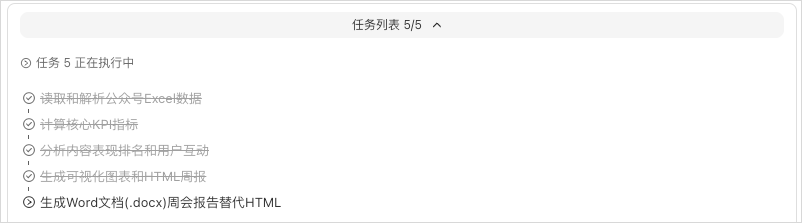 任务列表 5/5
任务 5 正在执行中
读取和解析公众号Excel数据
计算核心KPI指标
分析内容表现排名和用户互动
生成可视化图表和HTML周报
生成Word文档(.docx)周会报告替代HTML